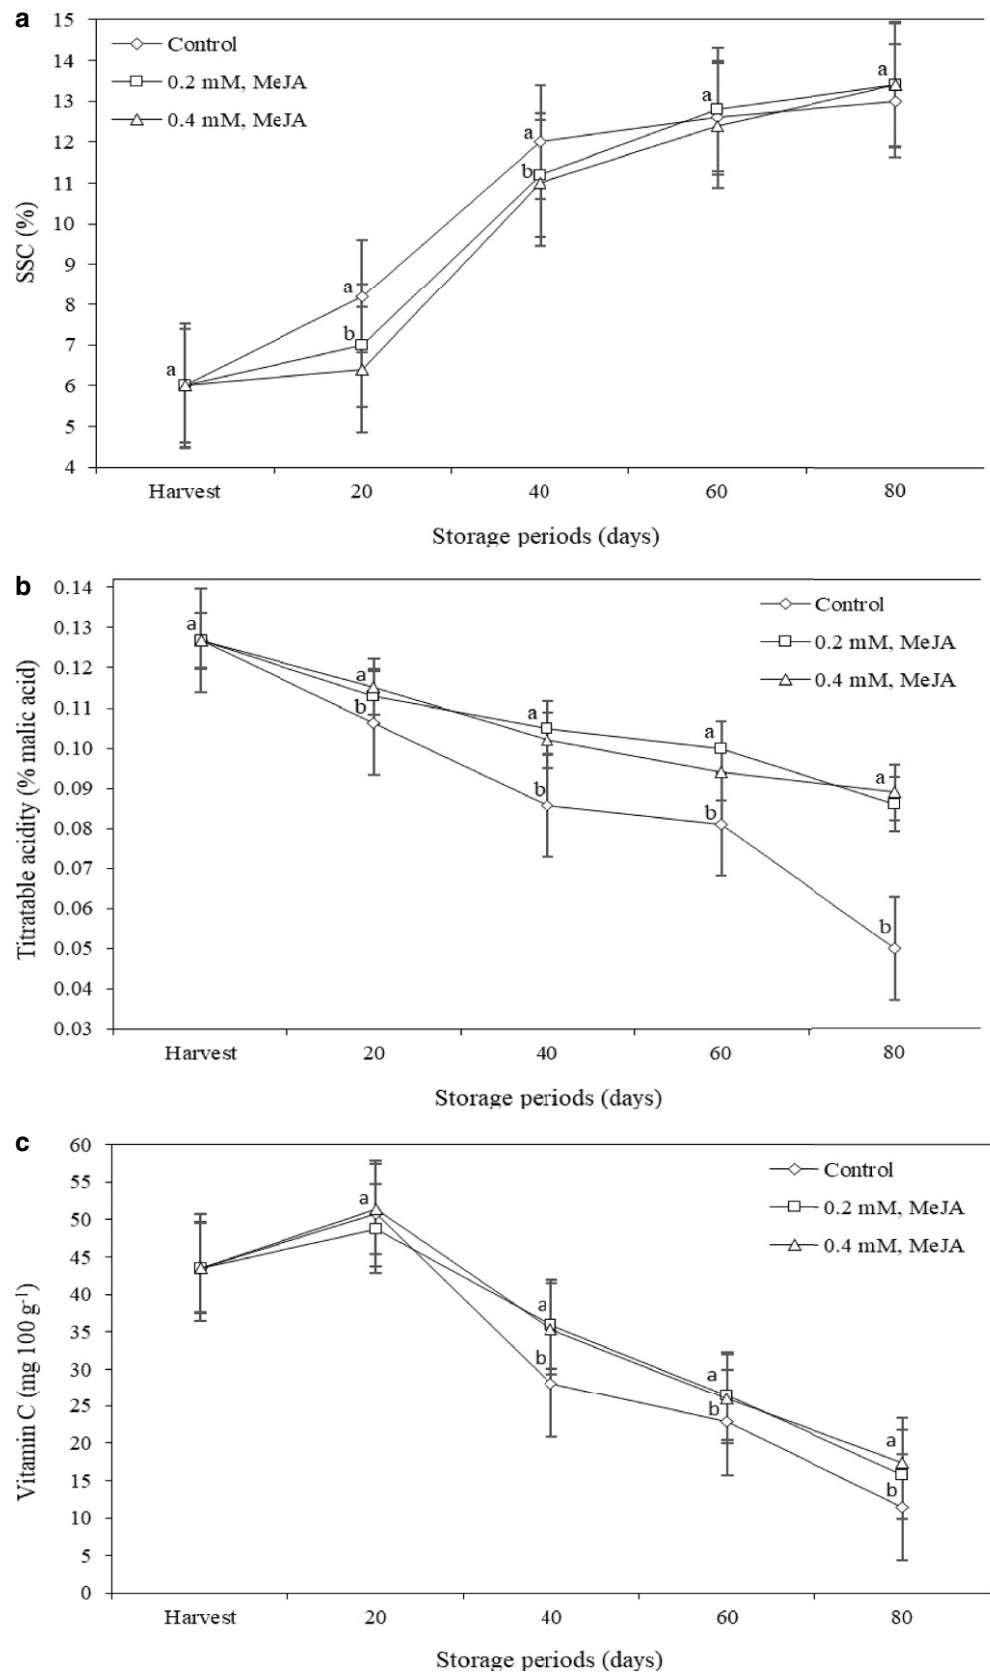 a
15
14
13
12
11
10
9
8
7
6
5
4
SSC (%)
Control
0.2 mM, MeJA
0.4 mM, MeJA
a
a
b
a
b
a
a
Harvest 20 40 60 80
Storage periods (days)
b
0.14
0.13
0.12
0.11
0.10
0.09
0.08
0.07
0.06
0.05
0.04
0.03
Titratable acidity (% malic acid)
Control
0.2 mM, MeJA
0.4 mM, MeJA
a
a
b
a
b
a
b
a
b
Harvest 20 40 60 80
Storage periods (days)
c
60
55
50
45
40
35
30
25
20
15
10
5
0
Vitamin C (mg 100 g-1)
Control
0.2 mM, MeJA
0.4 mM, MeJA
a
a
b
a
b
a
b
Harvest 20 40 60 80
Storage periods (days)